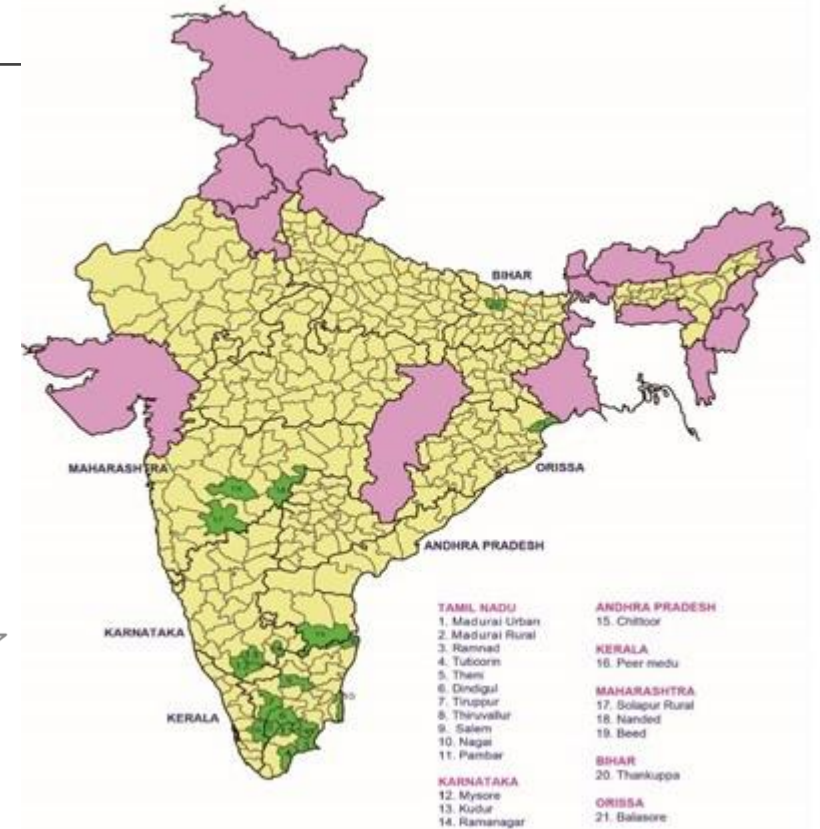 BIHAR
MAHARASHTRA
ORISSA
ANDHRA PRADESH
KARNATAKA
KERALA
TAMIL NADU
1. Madurai Urban
2. Madurai Rural
3. Ramnad
4. Tuticorin
5. Theni
6. Dindigul
7. Tiruppur
8. Thiruvallur
9. Salem
10. Nagai
11. Pambar
KARNATAKA
12. Mysore
13. Kudur
14. Ramanagar
ANDHRA PRADESH
15. Chittoor
KERALA
16. Peer medu
MAHARASHTRA
17. Solapur Rural
18. Nanded
19. Beed
BIHAR
20. Thankuppa
ORISSA
21. Balasore